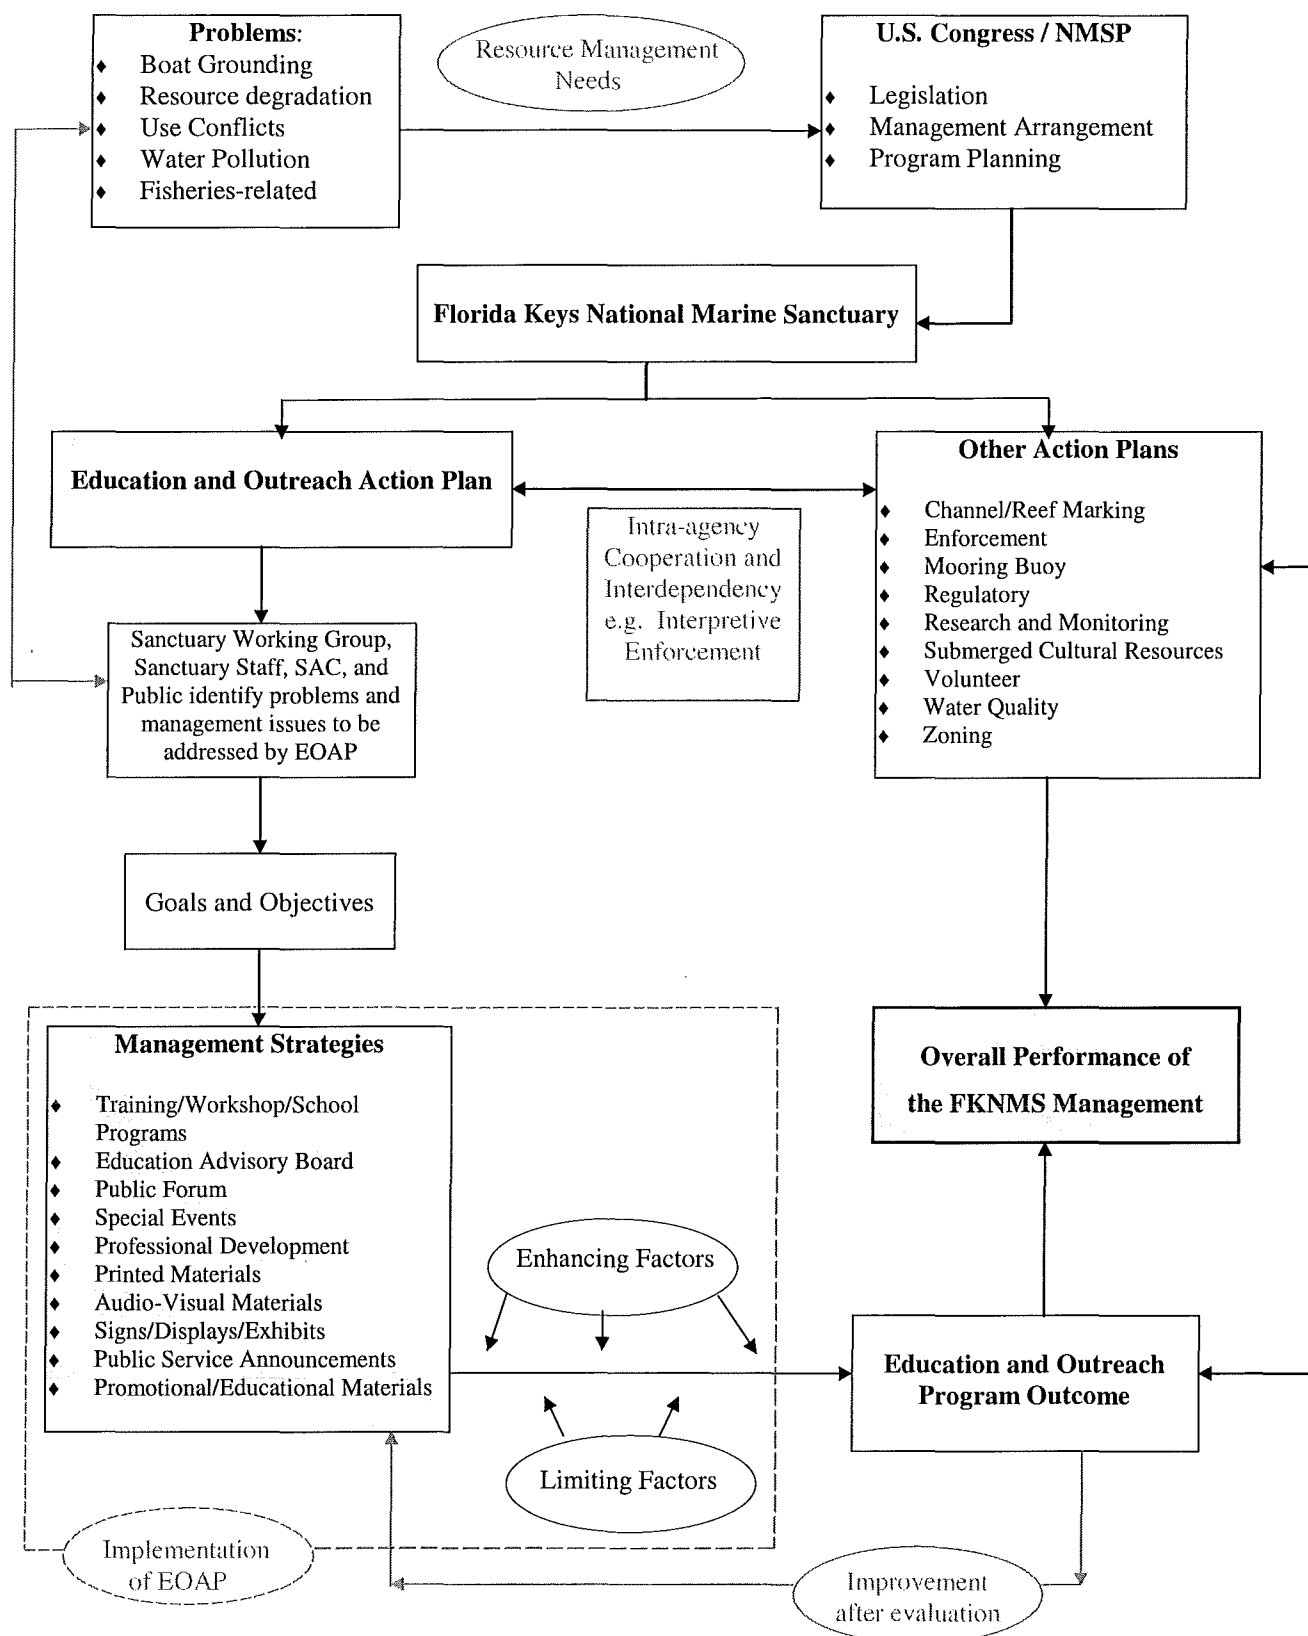 Problems:
♦ Boat Grounding
♦ Resource degradation
♦ Use Conflicts
♦ Water Pollution
♦ Fisheries-related
Resource Management
Needs
U.S. Congress / NMSP
♦ Legislation
♦ Management Arrangement
♦ Program Planning
Florida Keys National Marine Sanctuary
Education and Outreach Action Plan
Intra-agency
Cooperation and
Interdependency
e.g. Interpretive
Enforcement
Other Action Plans
♦ Channel/Reef Marking
♦ Enforcement
♦ Mooring Buoy
♦ Regulatory
♦ Research and Monitoring
♦ Submerged Cultural Resources
♦ Volunteer
♦ Water Quality
♦ Zoning
Sanctuary Working Group,
Sanctuary Staff, SAC, and
Public identify problems and
management issues to be
addressed by EOAP
Goals and Objectives
Management Strategies
♦ Training/Workshop/School
Programs
♦ Education Advisory Board
♦ Public Forum
♦ Special Events
♦ Professional Development
♦ Printed Materials
♦ Audio-Visual Materials
♦ Signs/Displays/Exhibits
♦ Public Service Announcements
♦ Promotional/Educational Materials
Enhancing Factors
Limiting Factors
Overall Performance of
the FKNMS Management
Education and Outreach
Program Outcome
Implementation
of EOAP
Improvement
after evaluation